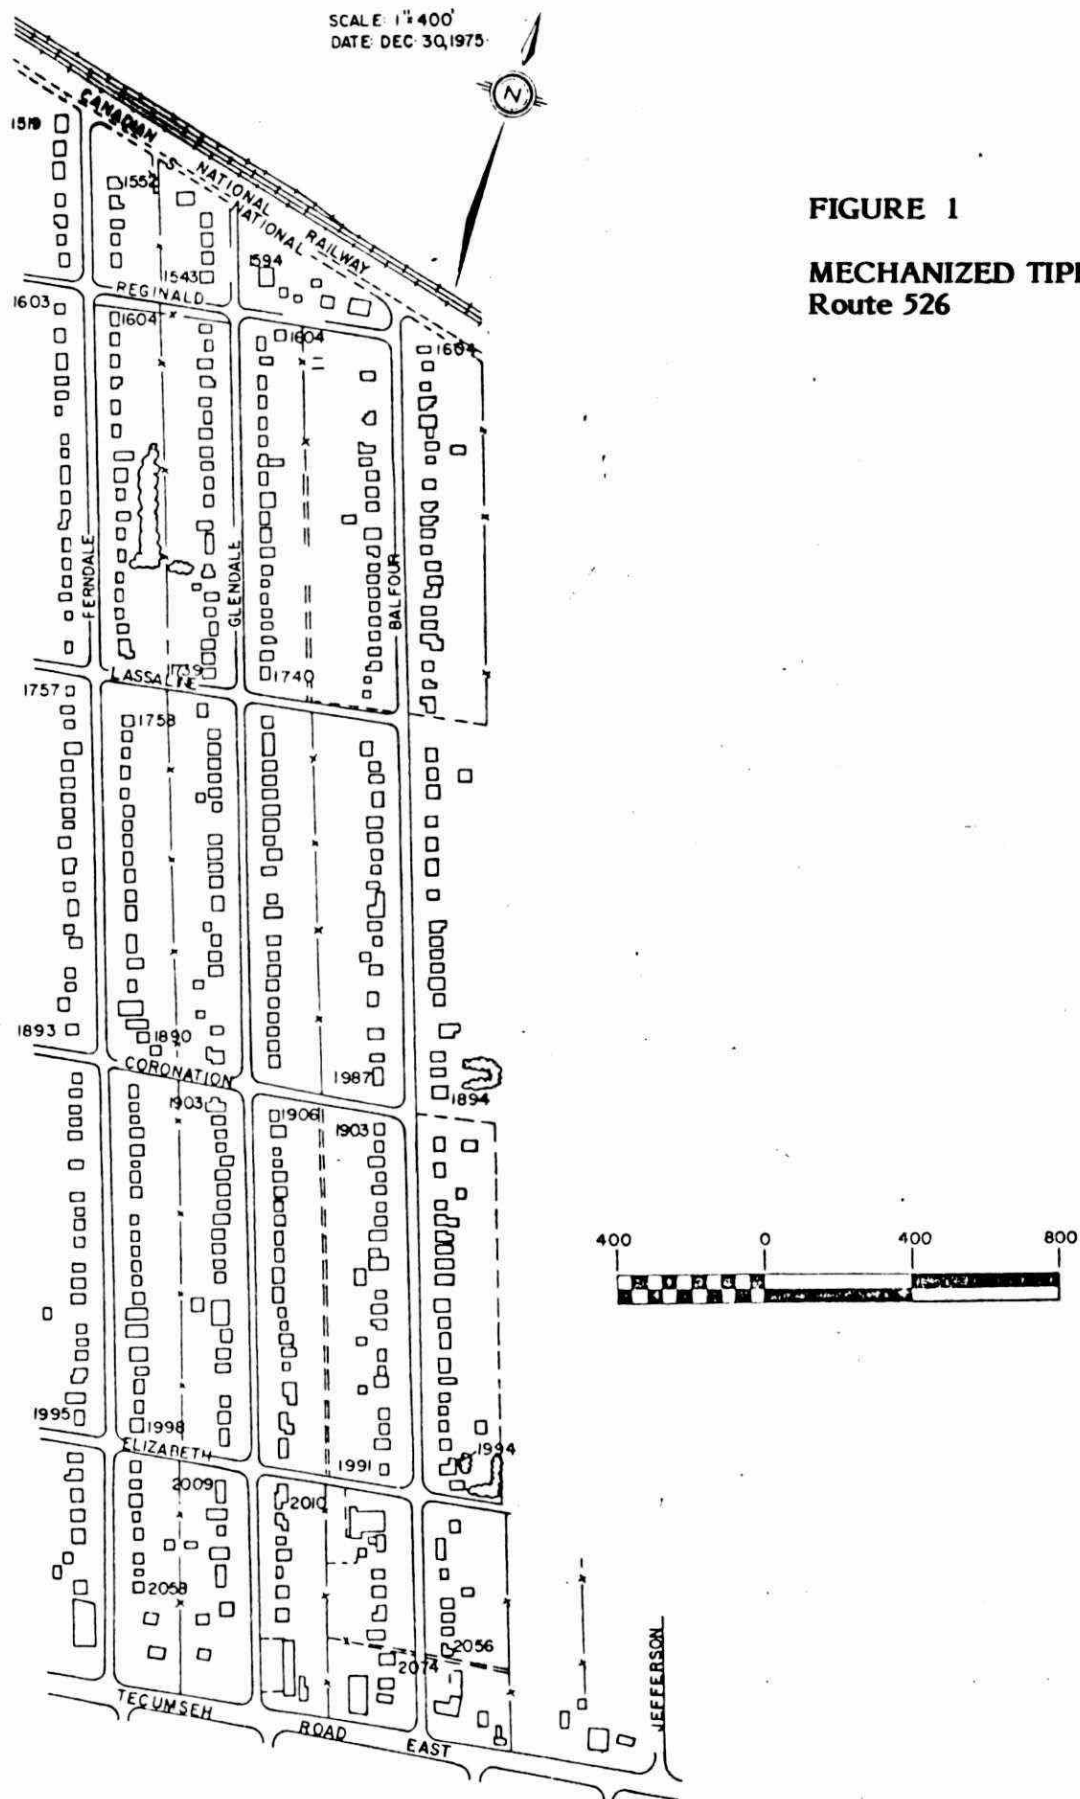 SCALE: 1"=400'
DATE: DEC. 30, 1975.
N
CANADIAN NATIONAL RAILWAY
NATIONAL
FIGURE 1
MECHANIZED TIPP
Route 526
1519
1552
1543
1594
REGINALD
1603
1604
1604
1604
FERNDALE
GLENDALE
BALFOUR
1739
1740
LASSALINE
1757
1758
1893
1890
1987
1894
CORONATION
1903
1906
1903
400 0 400 800
1995
1998
1991
1994
ELIZABETH
2009
2010
2058
2056
2074
JEFFERSON
TECUMSEH ROAD EAST